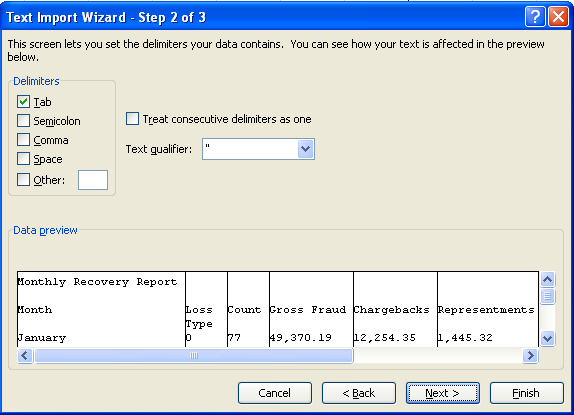 Text Import Wizard - Step 2 of 3
This screen lets you set the delimiters your data contains. You can see how your text is affected in the preview
below.
Delimiters
Tab
Semicolon
Comma
Space
Other:
Treat consecutive delimiters as one
Text qualifier: "
Data preview
Monthly Recovery Report
Month Loss Type Count Gross Fraud Chargebacks Representments
January 0 77 49,370.19 12,254.35 1,445.32
Cancel < Back Next > Finish